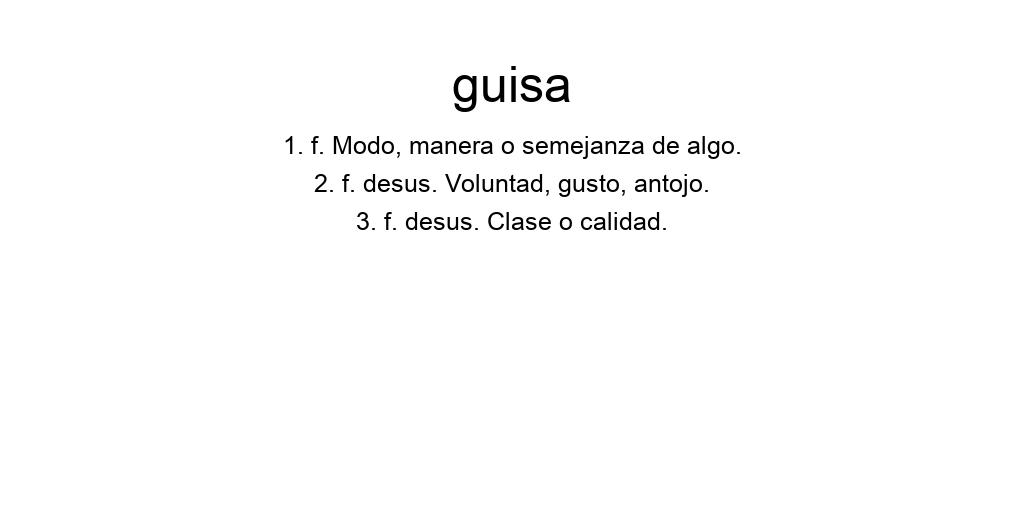 guisa
1. f. Modo, manera o semejanza de algo.
2. f. desus. Voluntad, gusto, antojo.
3. f. desus. Clase o calidad.